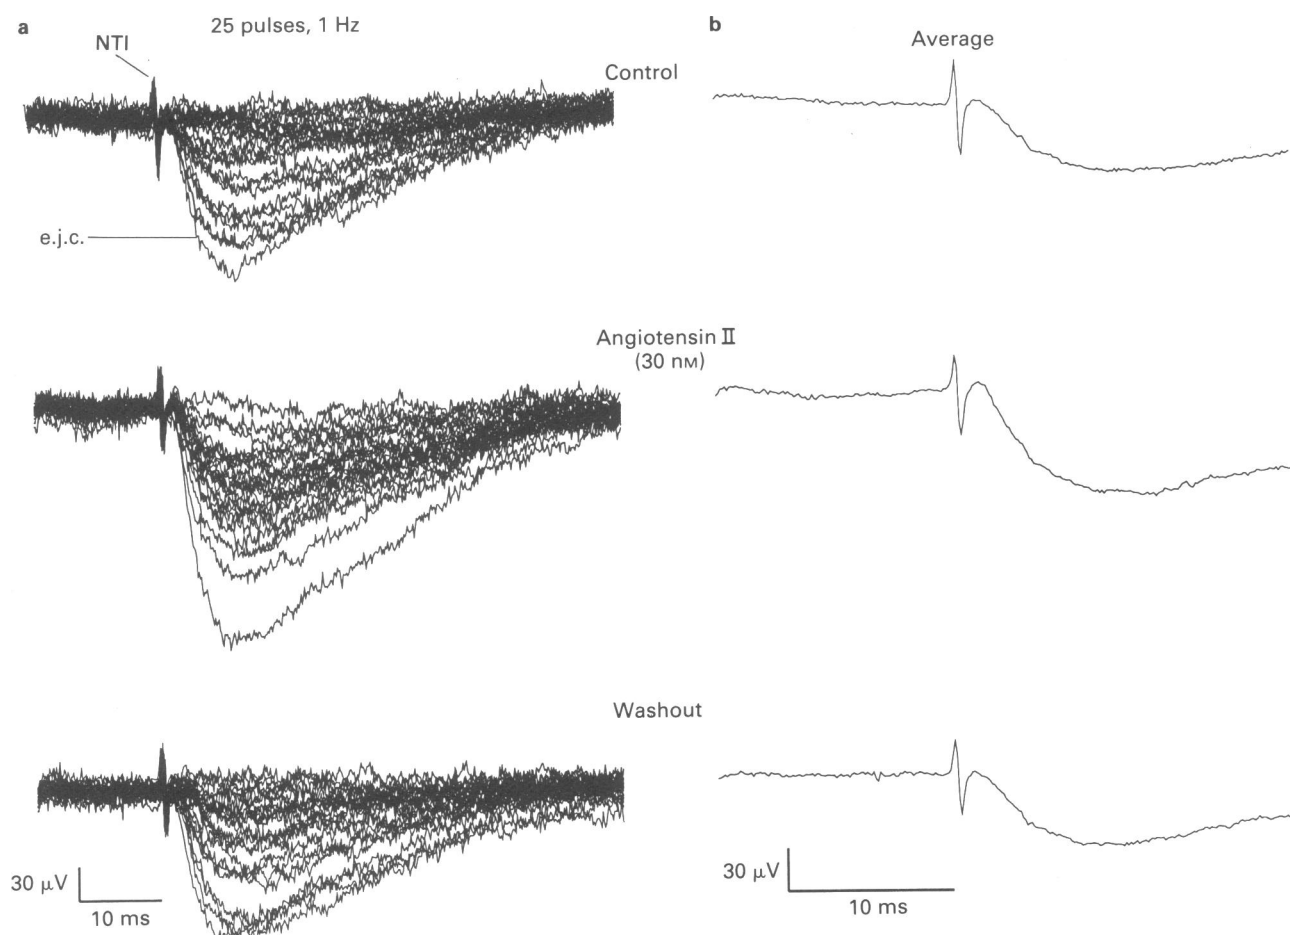 a
25 pulses, 1 Hz
NTI
Control
e.j.c.
b
Average
Angiotensin II
(30 nM)
Washout
30 μV
10 ms
30 μV
10 ms